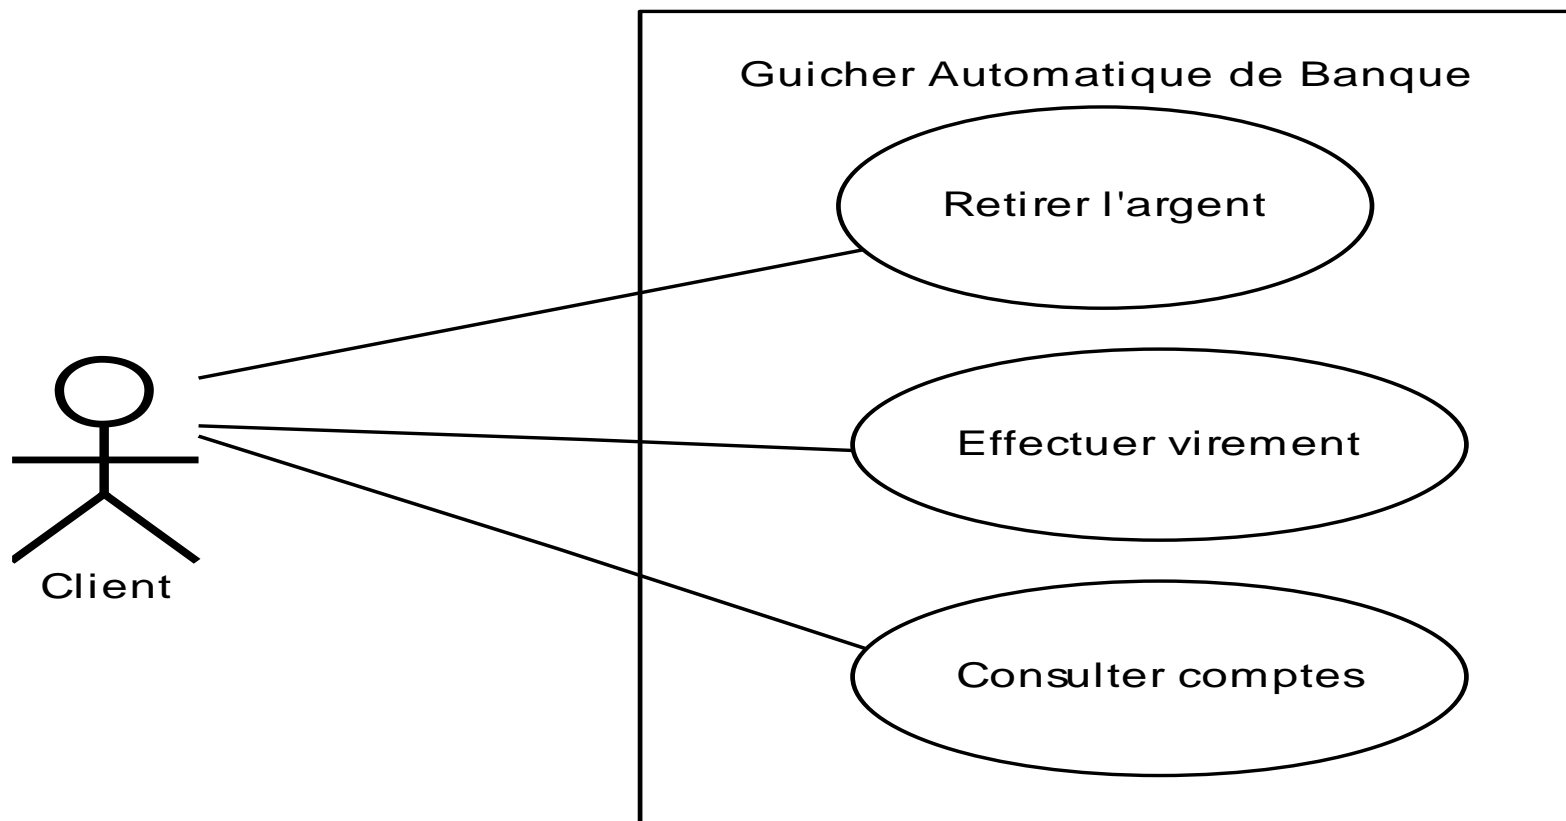 Guicher Automatique de Banque
Retirer l'argent
Effectuer virement
Client
Consulter comptes